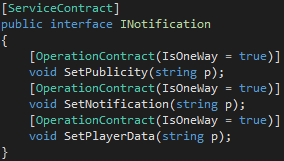 [ServiceContract]
public interface INotification
{
    [OperationContract(IsOneWay = true)]
    void SetPublicity(string p);
    [OperationContract(IsOneWay = true)]
    void SetNotification(string p);
    [OperationContract(IsOneWay = true)]
    void SetPlayerData(string p);
}